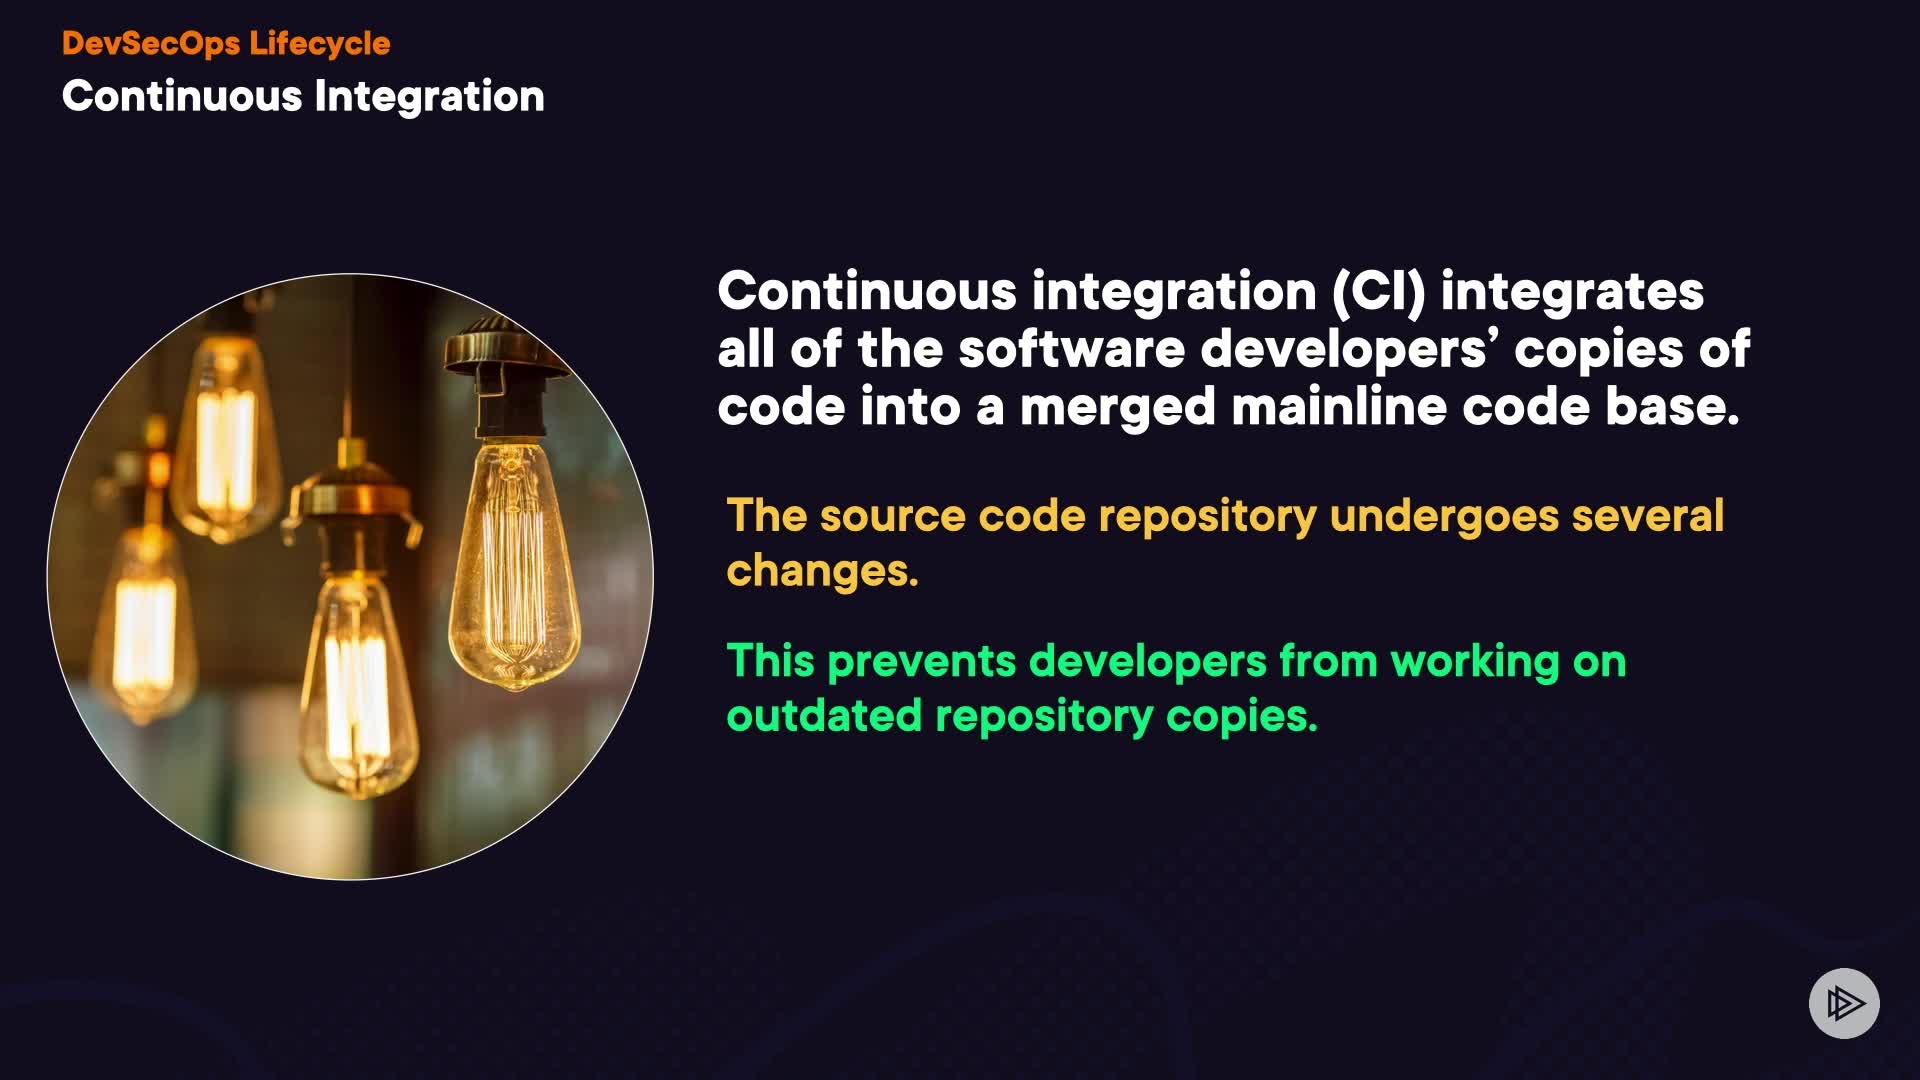 DevSecOps Lifecycle
Continuous Integration
Continuous integration (CI) integrates
all of the software developers’ copies of
code into a merged mainline code base.
The source code repository undergoes several
changes.
This prevents developers from working on
outdated repository copies.